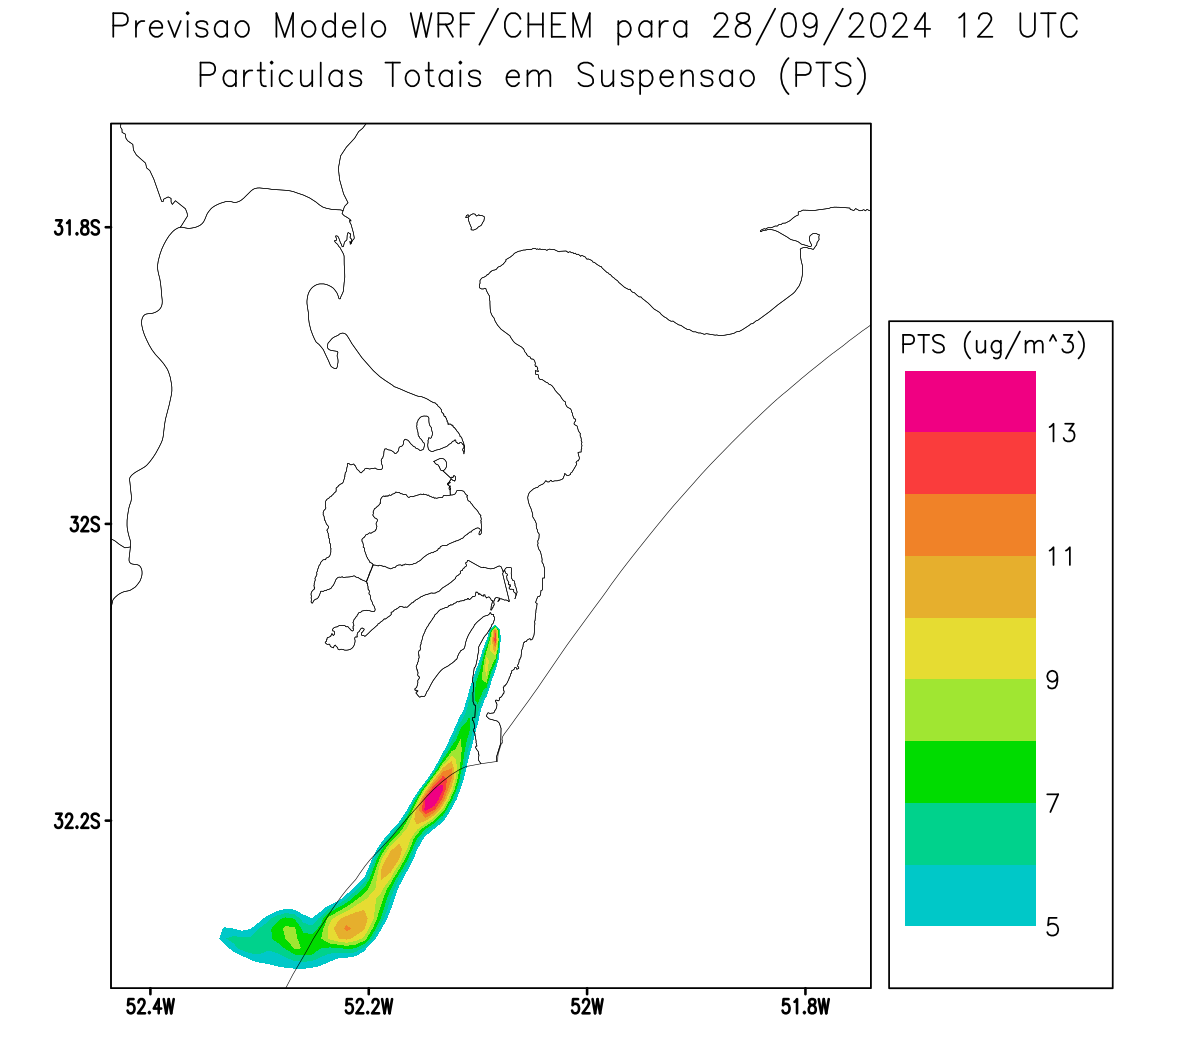 Previsao Modelo WRF/CHEM para 28/09/2024 12 UTC
Particulas Totais em Suspensao (PTS)
31.8S
32S
32.2S
52.4W
52.2W
52W
51.8W
PTS (ug/m^3)
13
11
9
7
5